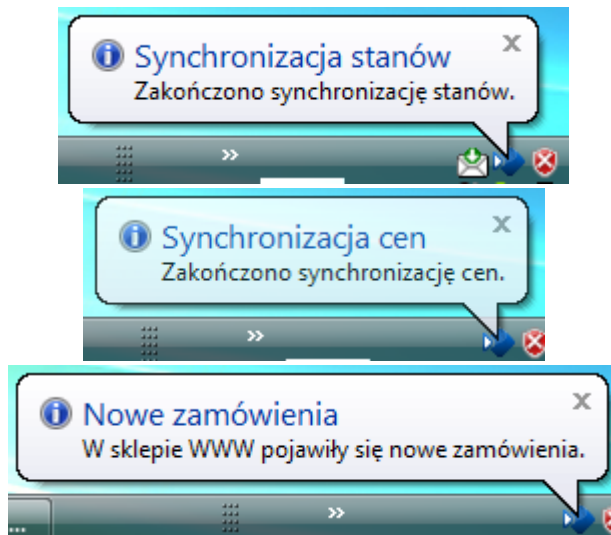 Synchronizacja stanów
Zakończono synchronizację stanów.
Synchronizacja cen
Zakończono synchronizację cen.
Nowe zamówienia
W sklepie WWW pojawiły się nowe zamówienia.
...